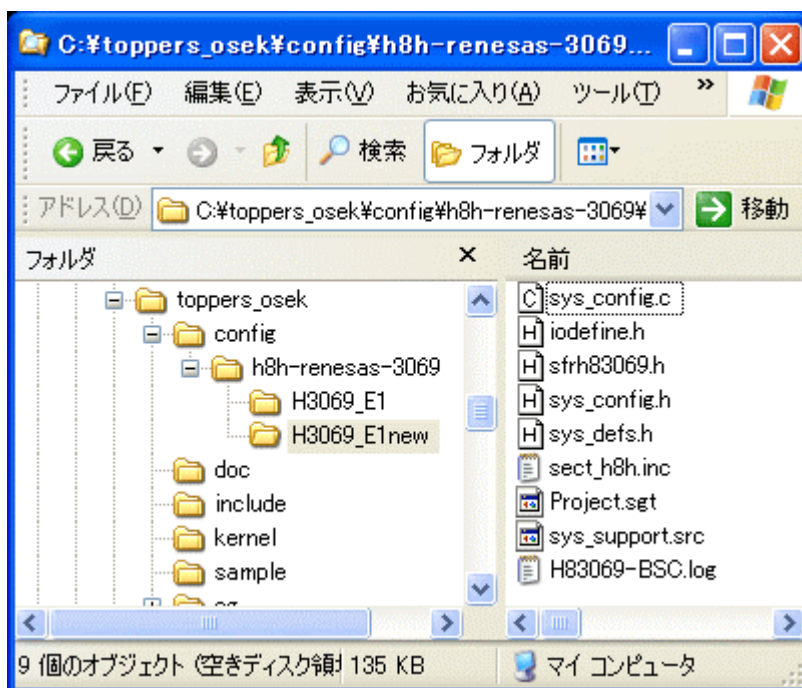 C:¥toppers_osek¥config¥h8h-renesas-3069...
ファイル(F) 編集(E) 表示(V) お気に入り(A) ツール(T) »
戻る 検索 フォルダ
アドレス(D) C:¥toppers_osek¥config¥h8h-renesas-3069¥ 移動
フォルダ × 名前
toppers_osek
config
h8h-renesas-3069
H3069_E1
H3069_E1new
doc
include
kernel
sample
sys_config.c
iodefine.h
sfrh83069.h
sys_config.h
sys_defs.h
sect_h8h.inc
Project.sgt
sys_support.src
H83069-BSC.log
9 個のオブジェクト (空きディスク領 135 KB マイ コンピュータ